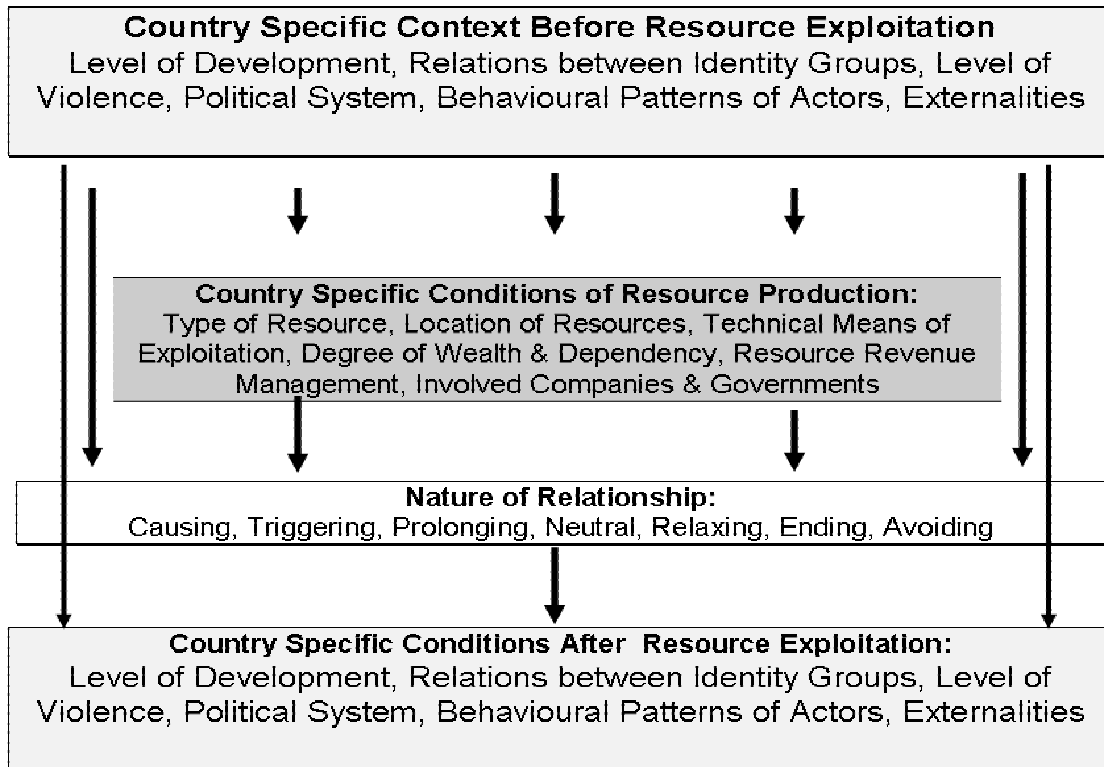 Country Specific Context Before Resource Exploitation
Level of Development, Relations between Identity Groups, Level of
Violence, Political System, Behavioural Patterns of Actors, Externalities
Country Specific Conditions of Resource Production:
Type of Resource, Location of Resources, Technical Means of
Exploitation, Degree of Wealth & Dependency, Resource Revenue
Management, Involved Companies & Governments
Nature of Relationship:
Causing, Triggering, Prolonging, Neutral, Relaxing, Ending, Avoiding
Country Specific Conditions After Resource Exploitation:
Level of Development, Relations between Identity Groups, Level of
Violence, Political System, Behavioural Patterns of Actors, Externalities